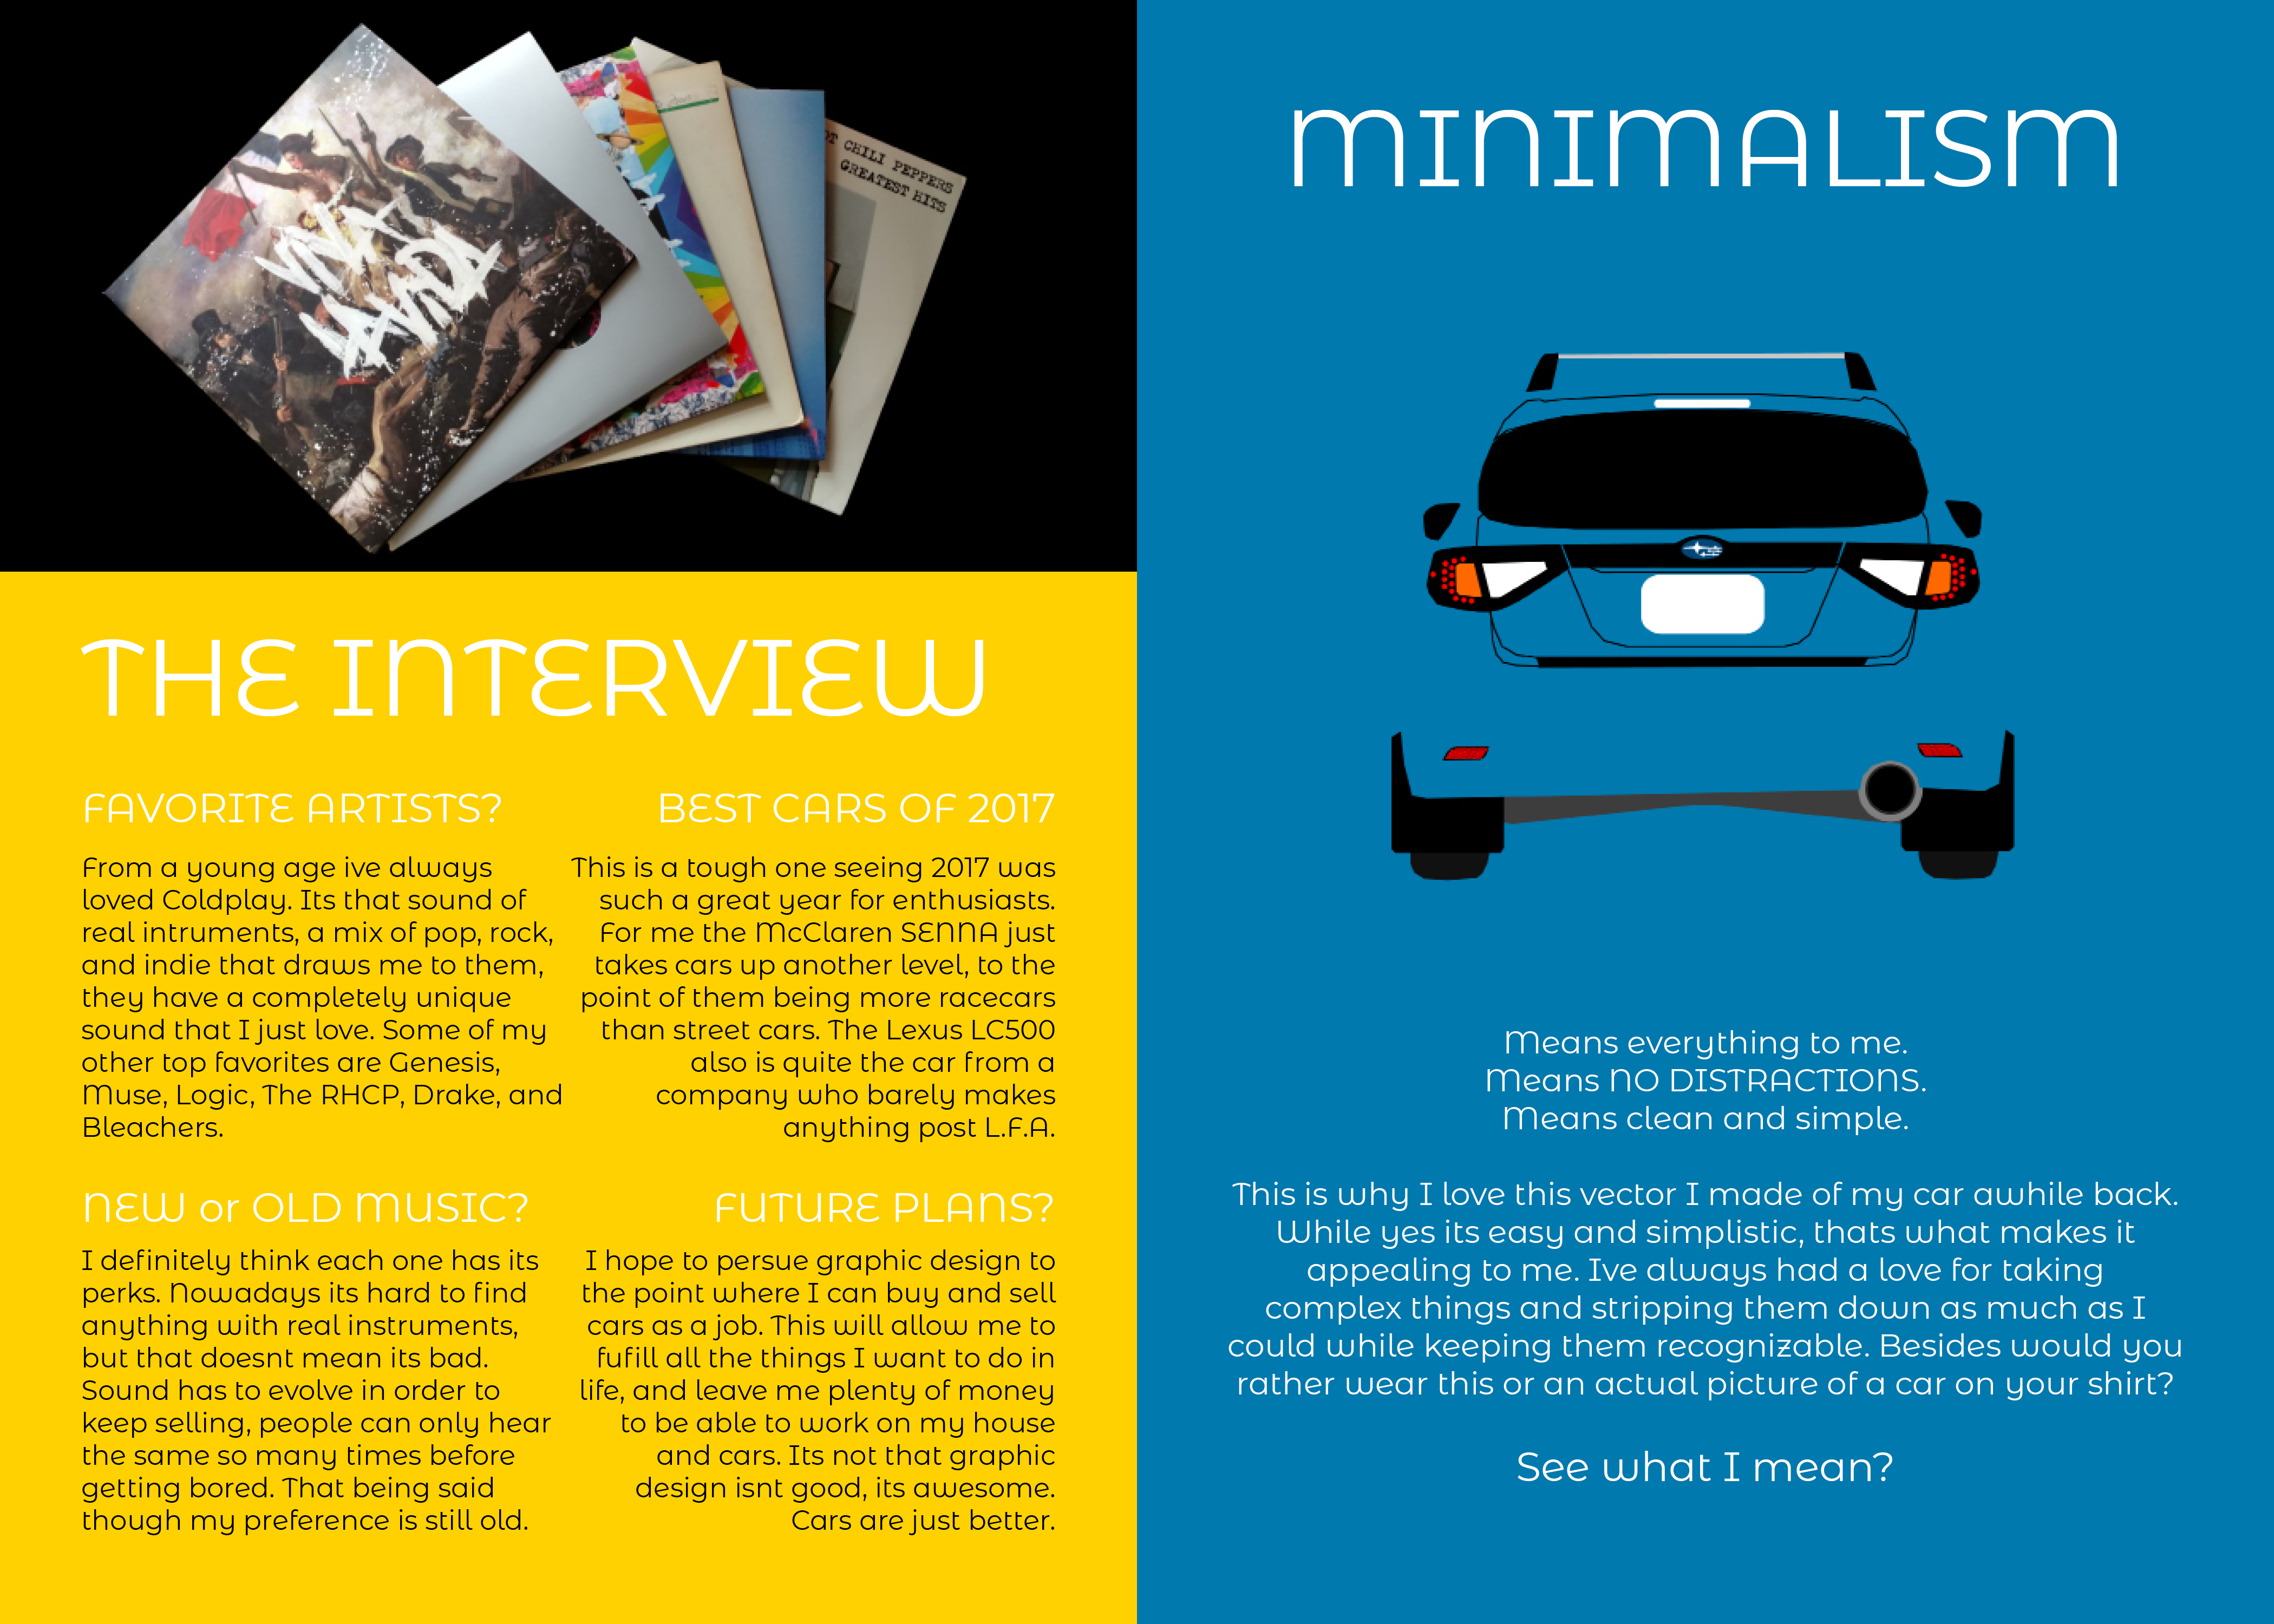 VIVA
LA VIDA
OT CHILI PEPPERS
GREATEST HITS
THE INTERVIEW
FAVORITE ARTISTS?
From a young age ive always
loved Coldplay. Its that sound of
real intruments, a mix of pop, rock,
and indie that draws me to them,
they have a completely unique
sound that I just love. Some of my
other top favorites are Genesis,
Muse, Logic, The RHCP, Drake, and
Bleachers.
NEW or OLD MUSIC?
I definitely think each one has its
perks. Nowadays its hard to find
anything with real instruments,
but that doesnt mean its bad.
Sound has to evolve in order to
keep selling, people can only hear
the same so many times before
getting bored. That being said
though my preference is still old.
BEST CARS OF 2017
This is a tough one seeing 2017 was
such a great year for enthusiasts.
For me the McClaren SENNA just
takes cars up another level, to the
point of them being more racecars
than street cars. The Lexus LC500
also is quite the car from a
company who barely makes
anything post L.F.A.
FUTURE PLANS?
I hope to persue graphic design to
the point where I can buy and sell
cars as a job. This will allow me to
fufill all the things I want to do in
life, and leave me plenty of money
to be able to work on my house
and cars. Its not that graphic
design isnt good, its awesome.
Cars are just better.
MINIMALISM
Means everything to me.
Means NO DISTRACTIONS.
Means clean and simple.
This is why I love this vector I made of my car awhile back.
While yes its easy and simplistic, thats what makes it
appealing to me. Ive always had a love for taking
complex things and stripping them down as much as I
could while keeping them recognizable. Besides would you
rather wear this or an actual picture of a car on your shirt?
See what I mean?